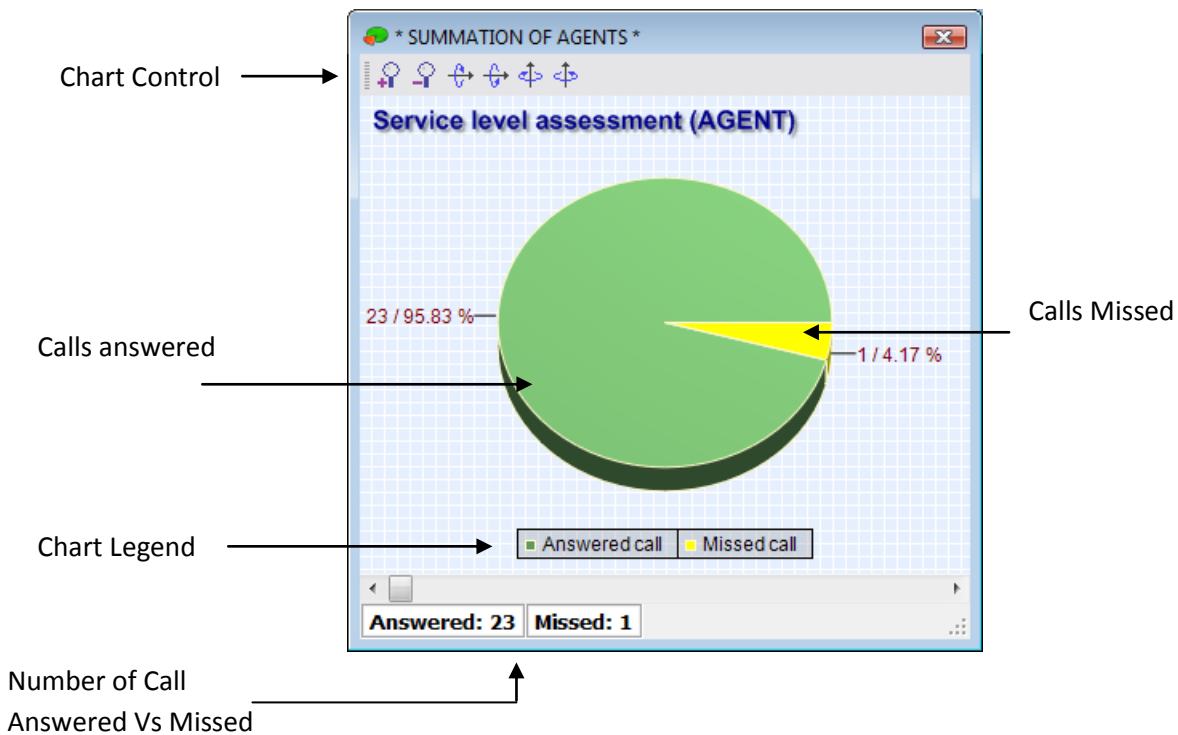 * SUMMATION OF AGENTS *
Chart Control
Service level assessment (AGENT)
23 / 95.83 %
Calls Missed
Calls answered
1 / 4.17 %
Chart Legend
Answered call
Missed call
Answered: 23
Missed: 1
Number of Call
Answered Vs Missed